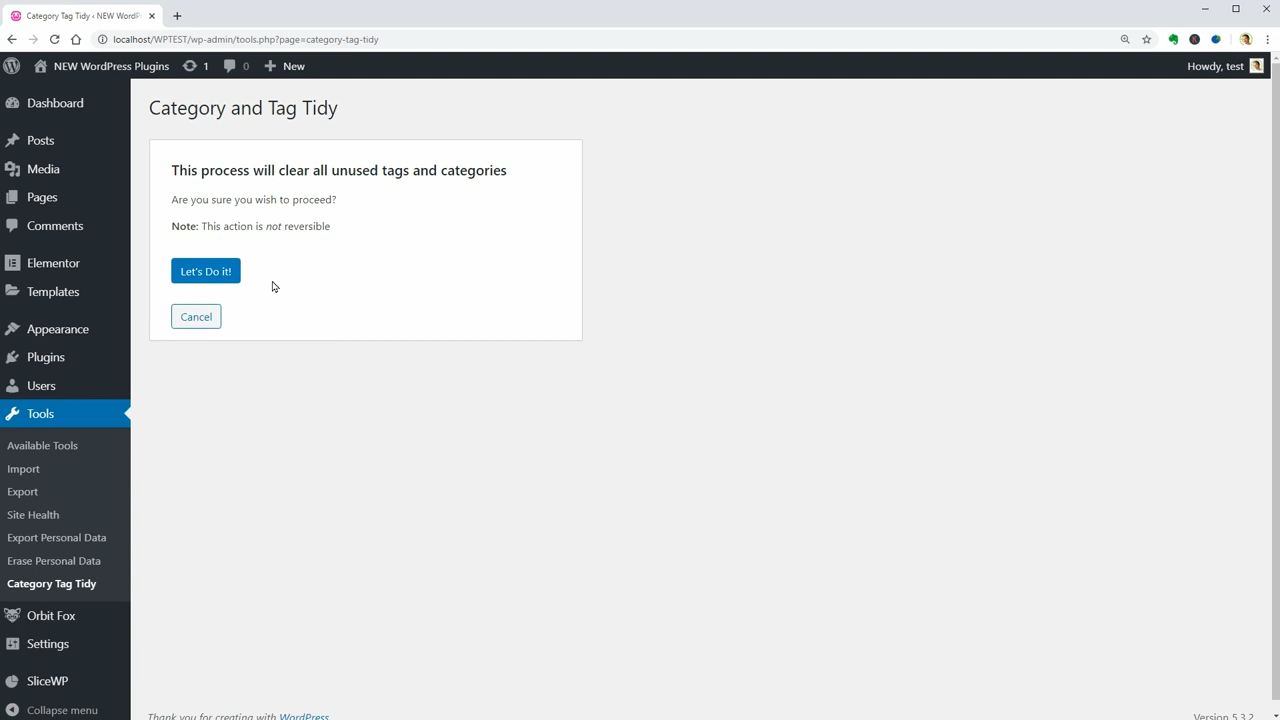 Category Tag Tidy ‹ NEW WordPr
localhost/WPTEST/wp-admin/tools.php?page=category-tag-tidy
NEW WordPress Plugins 1 0 New Howdy, test
Dashboard
Posts
Media
Pages
Comments
Elementor
Templates
Appearance
Plugins
Users
Tools
Available Tools
Import
Export
Site Health
Export Personal Data
Erase Personal Data
Category Tag Tidy
Orbit Fox
Settings
SliceWP
Collapse menu
Category and Tag Tidy
This process will clear all unused tags and categories
Are you sure you wish to proceed?
Note: This action is not reversible
Let's Do it!
Cancel
Thank you for creating with WordPress
Version 5.3.2